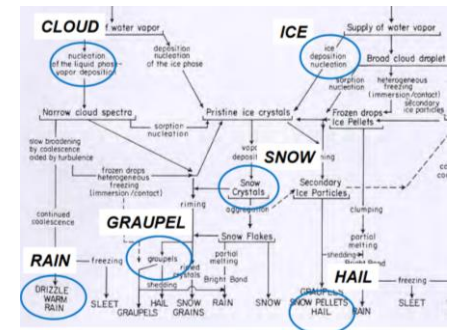 CLOUD
of water vapor
ICE
Supply of water vapor
nucleation
of the liquid phase
vapor deposition
deposition
nucleation
of the ice phase
ice
deposition
nucleation
Broad cloud droplet
sorption
nucleation
heterogeneous
freezing
(immersion/contact)
secondary
ice particles
Narrow cloud spectra
sorption
nucleation
Pristine ice crystals
Frozen drops
Ice Pellets
slow broadening
by coalescence
aided by turbulence
frozen drops
heterogeneous
freezing
(immersion/contact)
SNOW
Snow
Crystals
Secondary
Ice Particles
riming
aggregation
clumping
continued
coalescence
GRAUPEL
Snow Flakes
graupels
rimed
crystals
partial
melting
partial
melting
shedding
RAIN
freezing
shedding
Bright Band
HAIL
freezing
DRIZZLE
WARM
RAIN
SLEET
GRAUPELS
HAIL
SNOW
GRAINS
RAIN
SNOW
GRAUPELS
SNOW PELLETS
HAIL
RAIN
SLEET